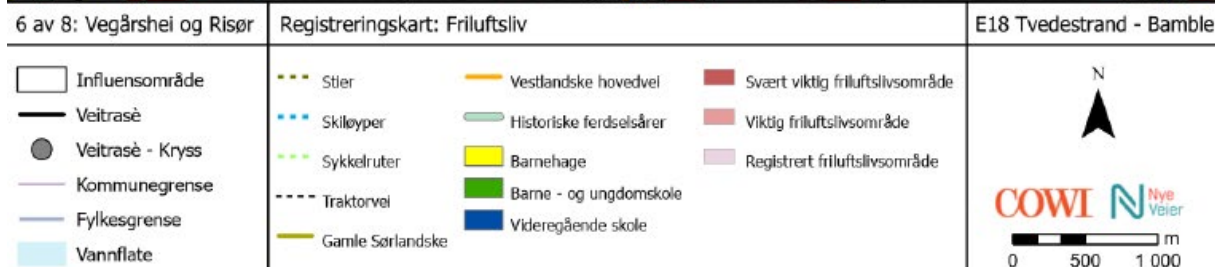 6 av 8: Vegårshei og Risør
Registreringskart: Friluftsliv
E18 Tvedestrand - Bamble
Influensområde
Veitrasè
Veitrasè - Kryss
Kommunegrense
Fylkesgrense
Vannflate
Stier
Skiløyper
Sykkelruter
Traktorvei
Gamle Sørlandske
Vestlandske hovedvei
Historiske ferdselsårer
Barnehage
Barne - og ungdomskole
Videregående skole
Svært viktig friluftslivsområde
Viktig friluftslivsområde
Registrert friluftslivsområde
N
COWI
Nye
Veier
m
0 500 1 000